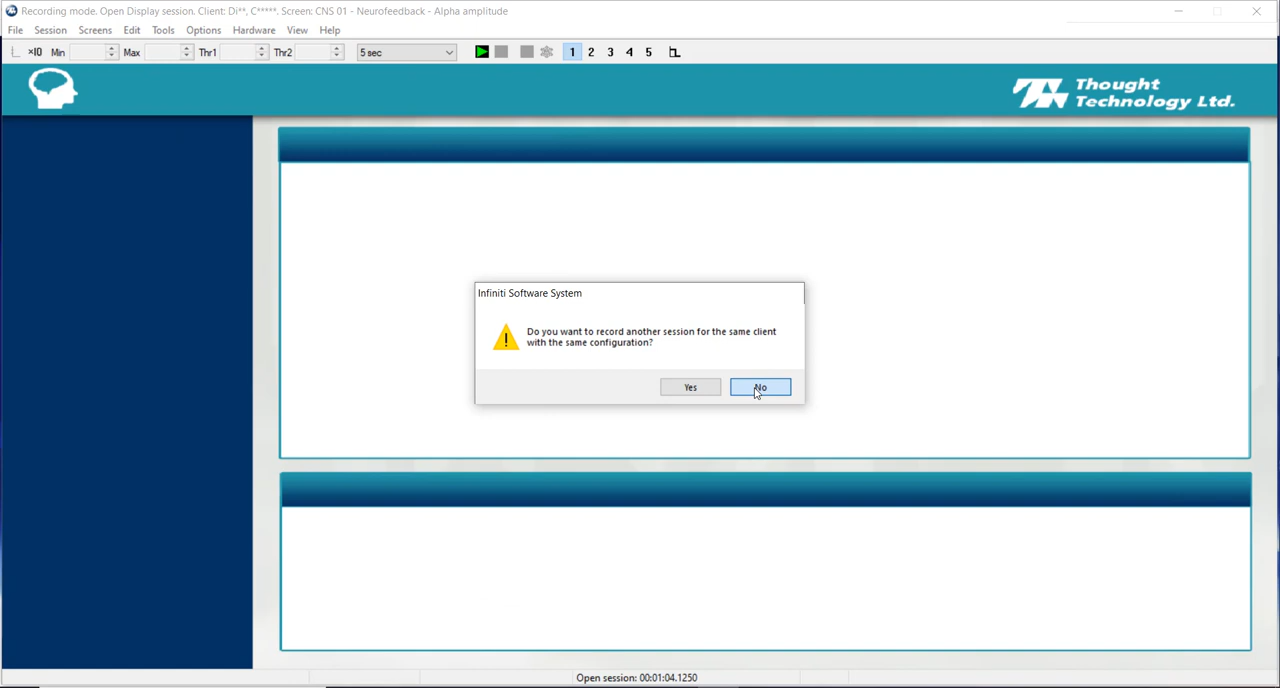 Recording mode. Open Display session. Client: Di**, C*****. Screen: CNS 01 - Neurofeedback - Alpha amplitude
File Session Screens Edit Tools Options Hardware View Help
×10 Min Max Thr1 Thr2 5 sec 1 2 3 4 5
Thought
Technology Ltd.
Infiniti Software System
Do you want to record another session for the same client
with the same configuration?
Yes No
Open session: 00:01:04.1250